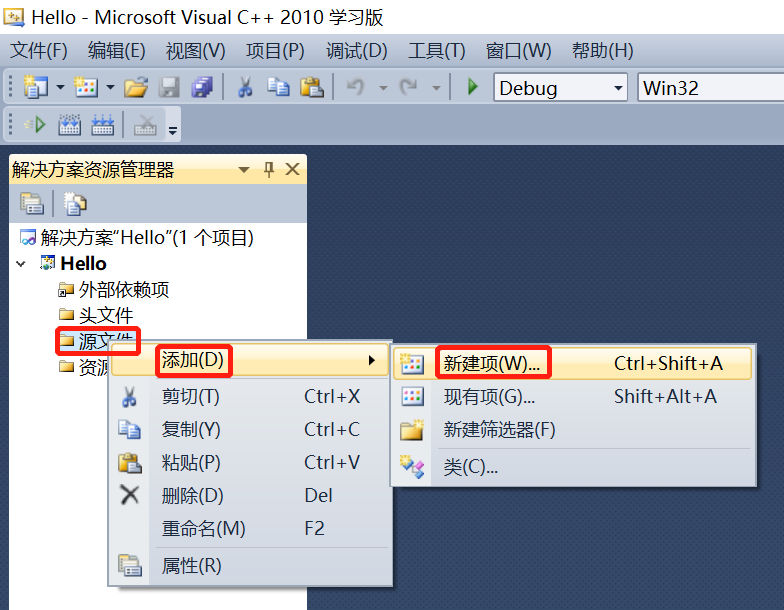 Hello - Microsoft Visual C++ 2010 学习版
文件(F) 编辑(E) 视图(V) 项目(P) 调试(D) 工具(T) 窗口(W) 帮助(H)
Debug Win32
解决方案资源管理器
解决方案“Hello”(1 个项目)
Hello
外部依赖项
头文件
源文件
资源
添加(D)
剪切(T) Ctrl+X
复制(Y) Ctrl+C
粘贴(P) Ctrl+V
删除(D) Del
重命名(M) F2
属性(R)
新建项(W)... Ctrl+Shift+A
现有项(G)... Shift+Alt+A
新建筛选器(F)
类(C)...